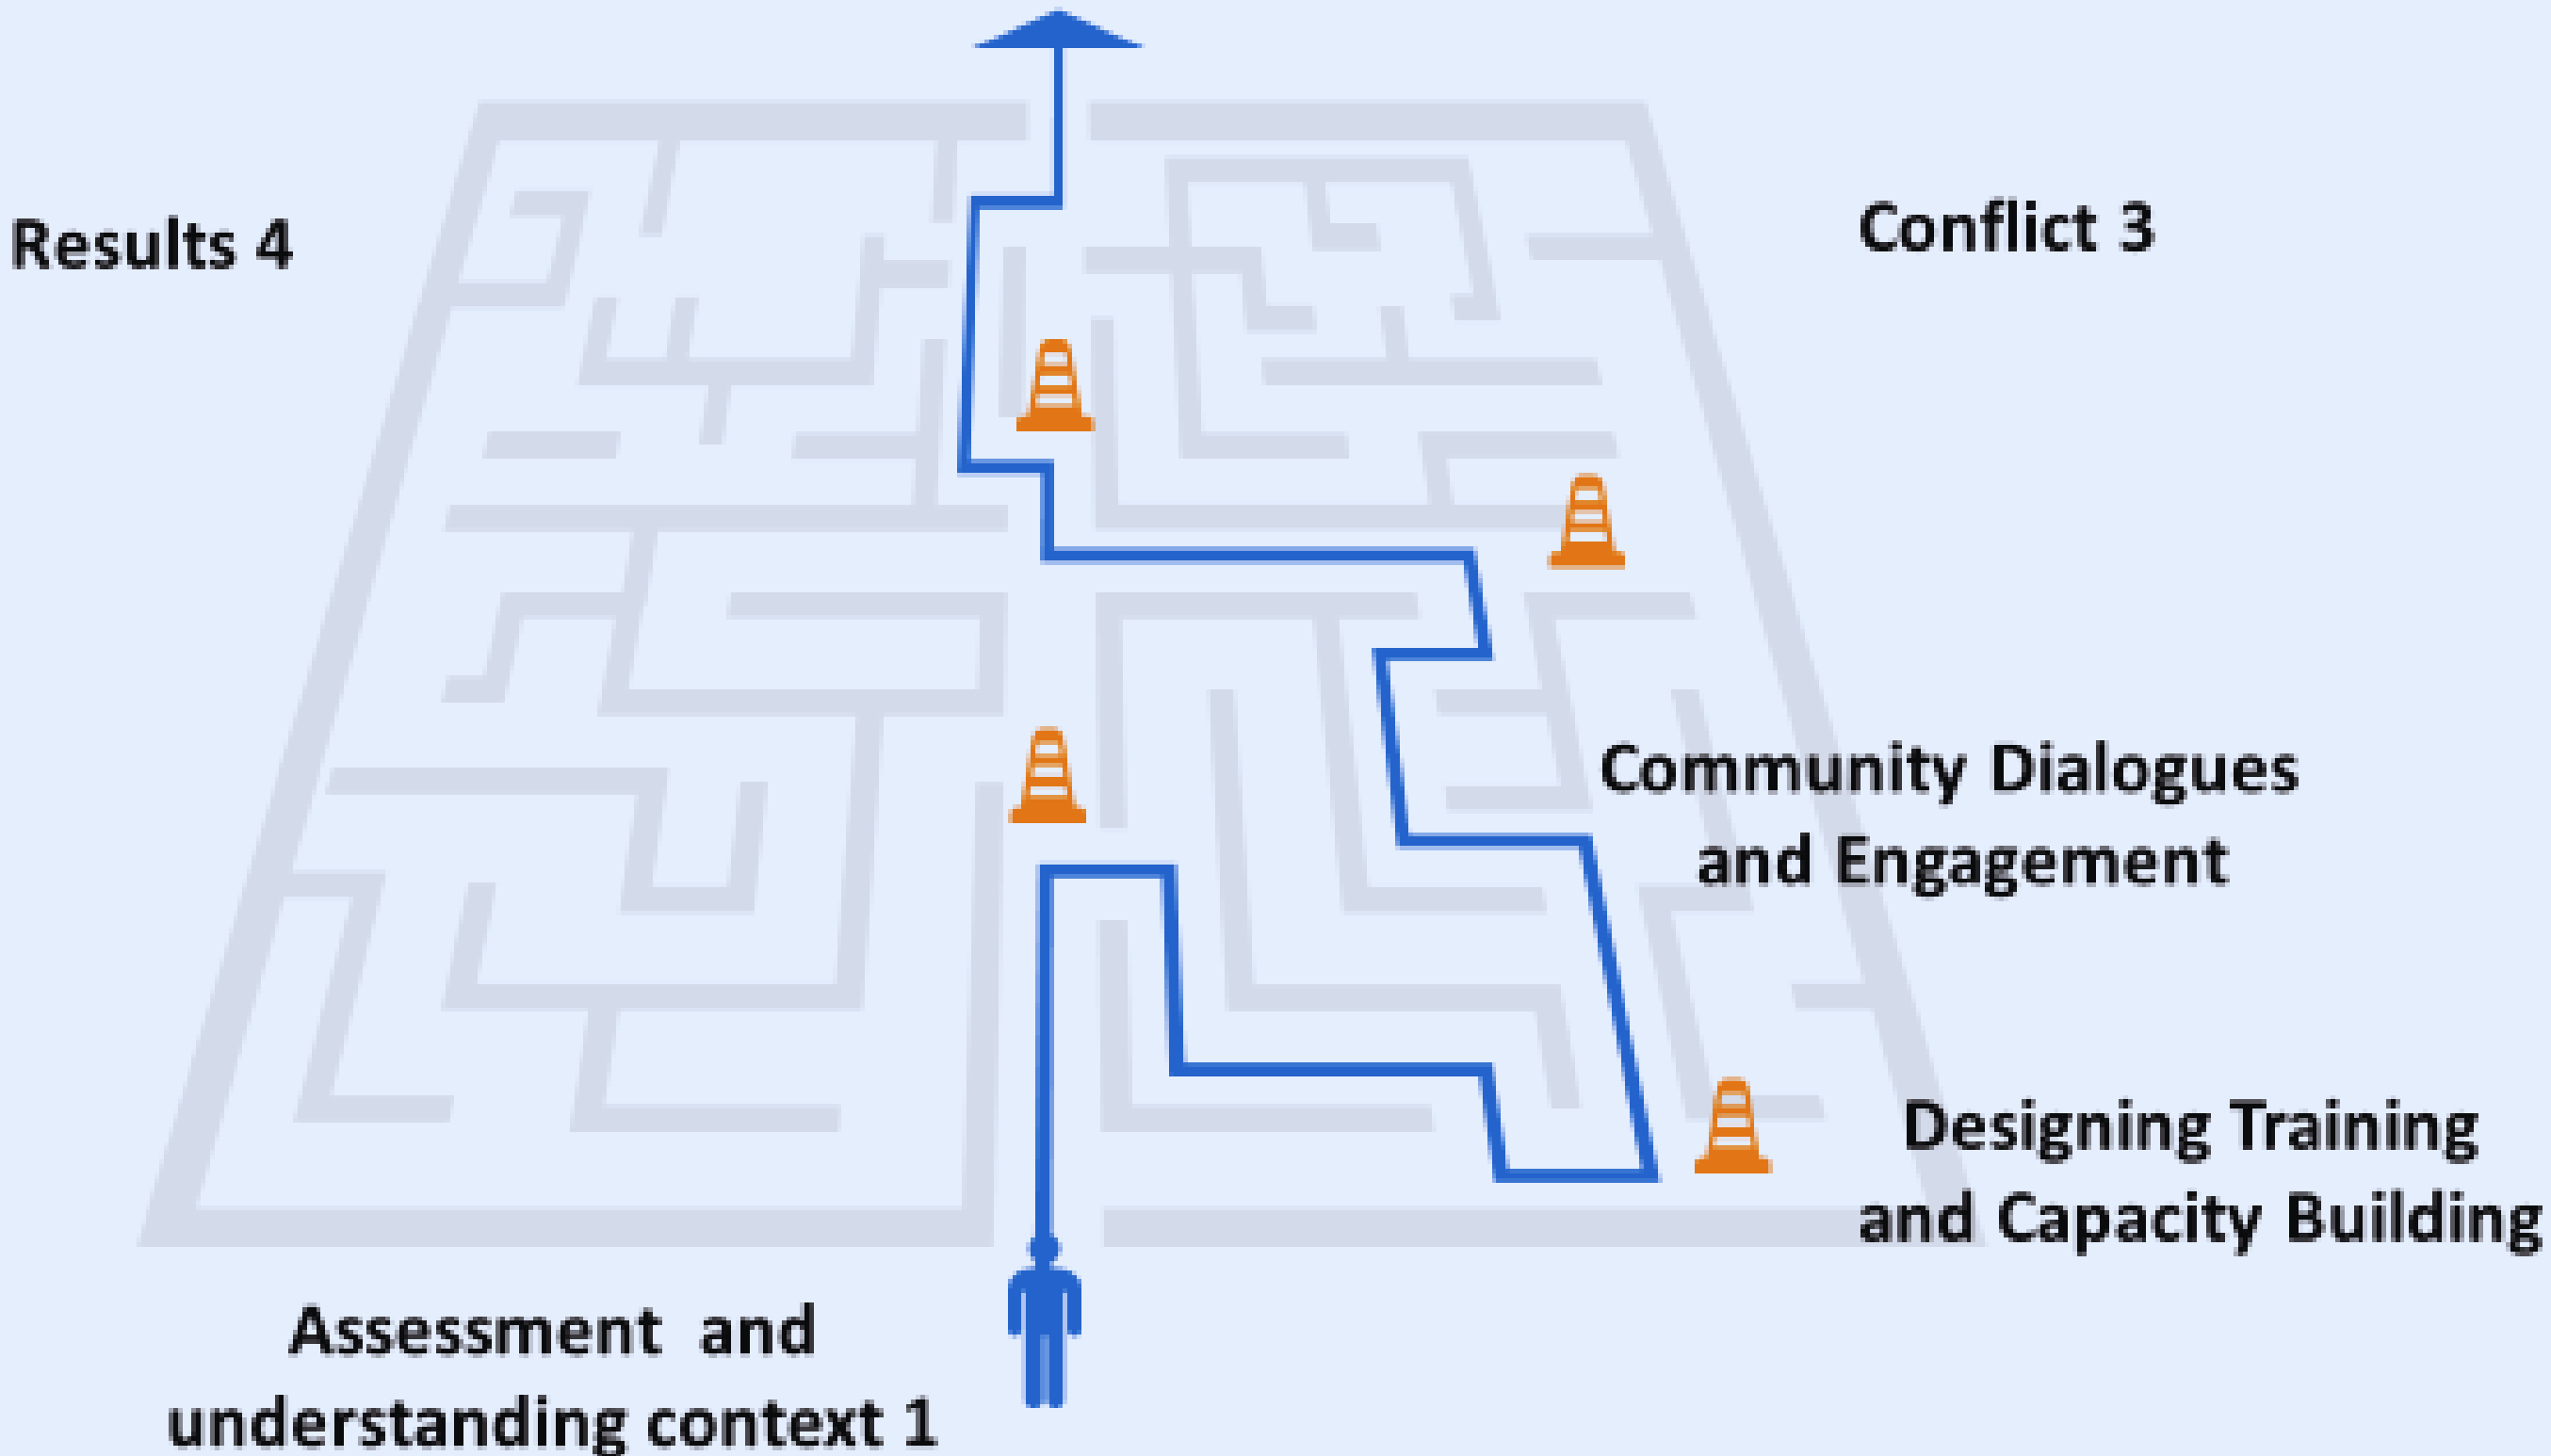 Results 4
Conflict 3
Community Dialogues
and Engagement
Designing Training
and Capacity Building
Assessment and
understanding context 1